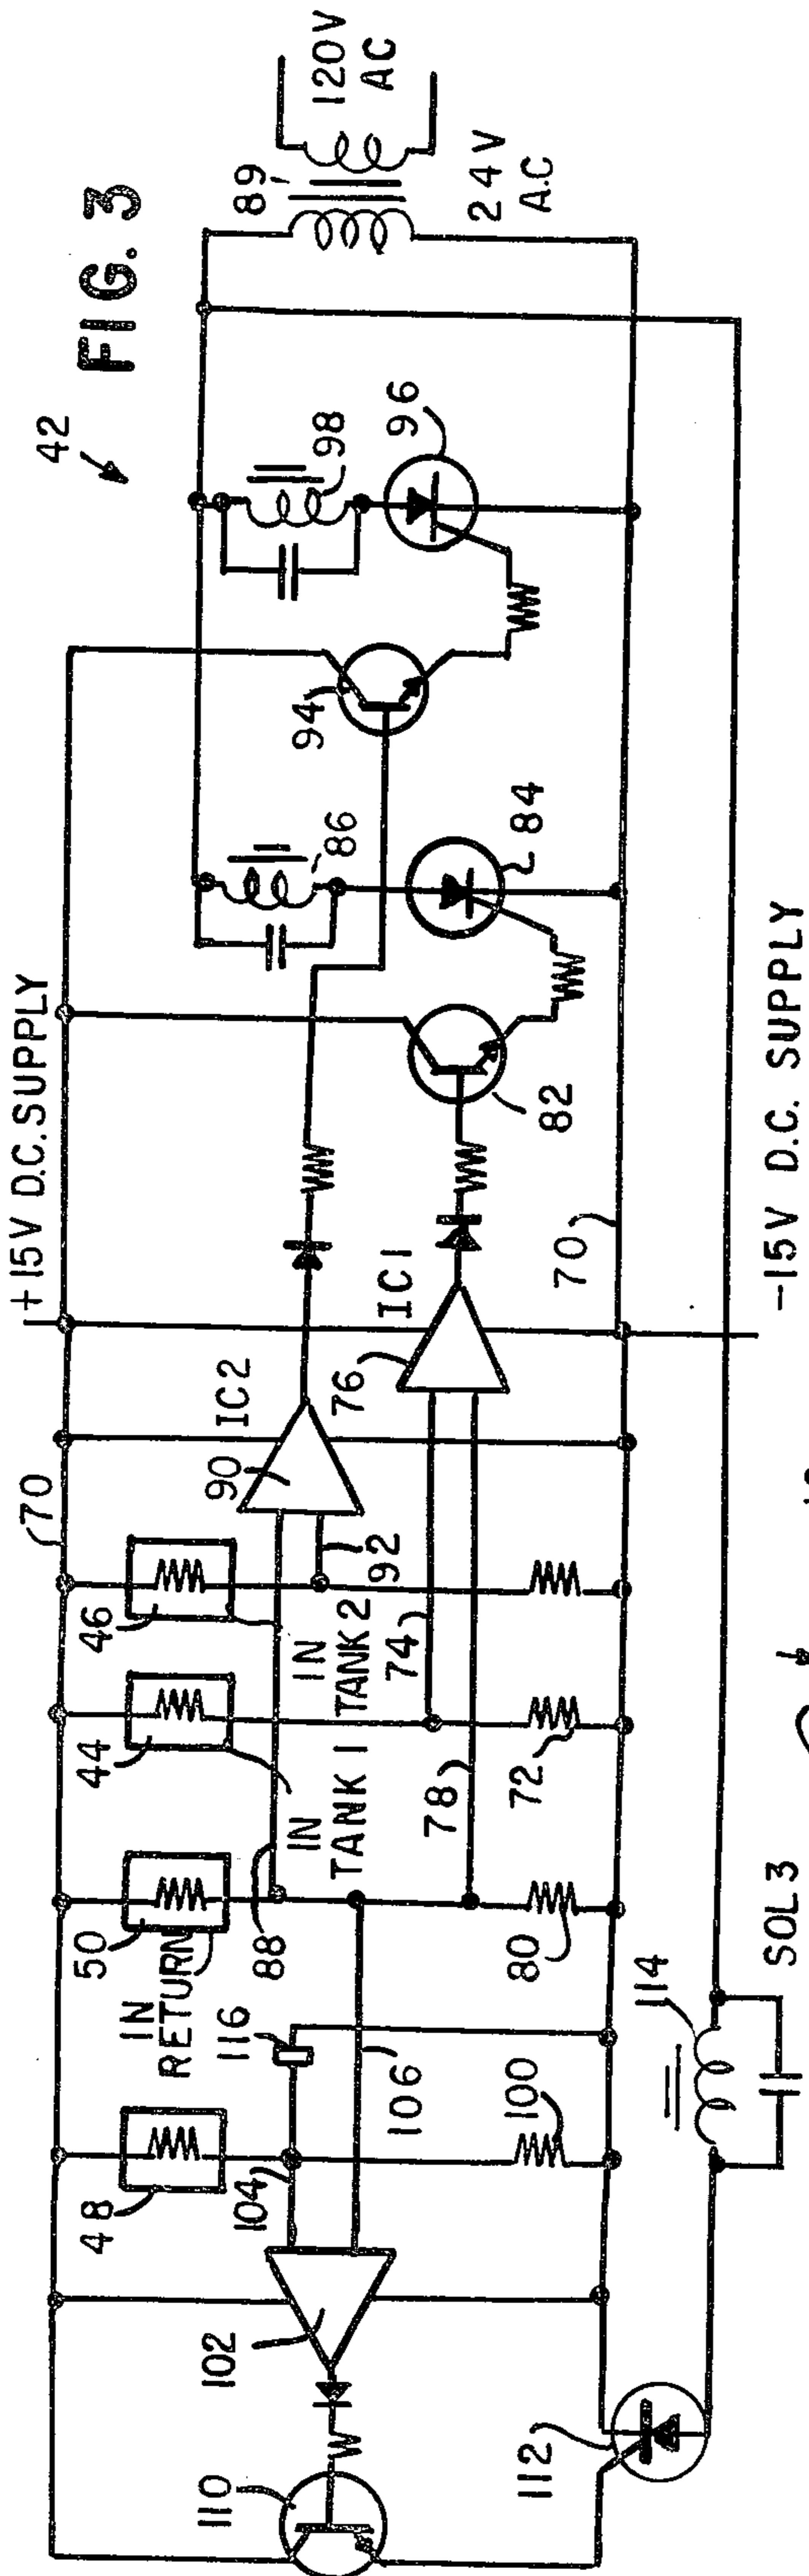 42
FIG. 3
+15V D.C. SUPPLY
70
89
120V
AC
24V
A.C
48
50
IN
RETURN
44
IN
TANK 1
46
IN
TANK 2
IC2
90
92
88
116
104
106
102
110
112
100
80
78
74
72
76
IC1
82
84
86
94
96
98
70
114
SOL 3
-15V D.C. SUPPLY